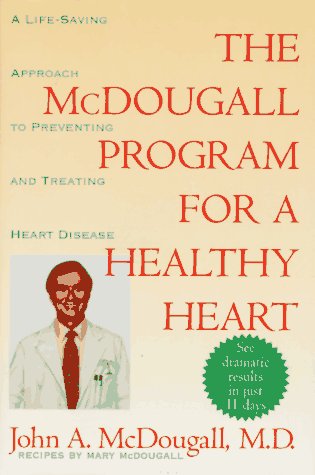 A LIFE-SAVING
APPROACH
TO PREVENTING
AND TREATING
HEART DISEASE
THE
MCDOUGALL
PROGRAM
FOR A
HEALTHY
HEART
See
dramatic
results
in just
11 days
John A. McDougall, M.D.
RECIPES BY MARY MCDOUGALL